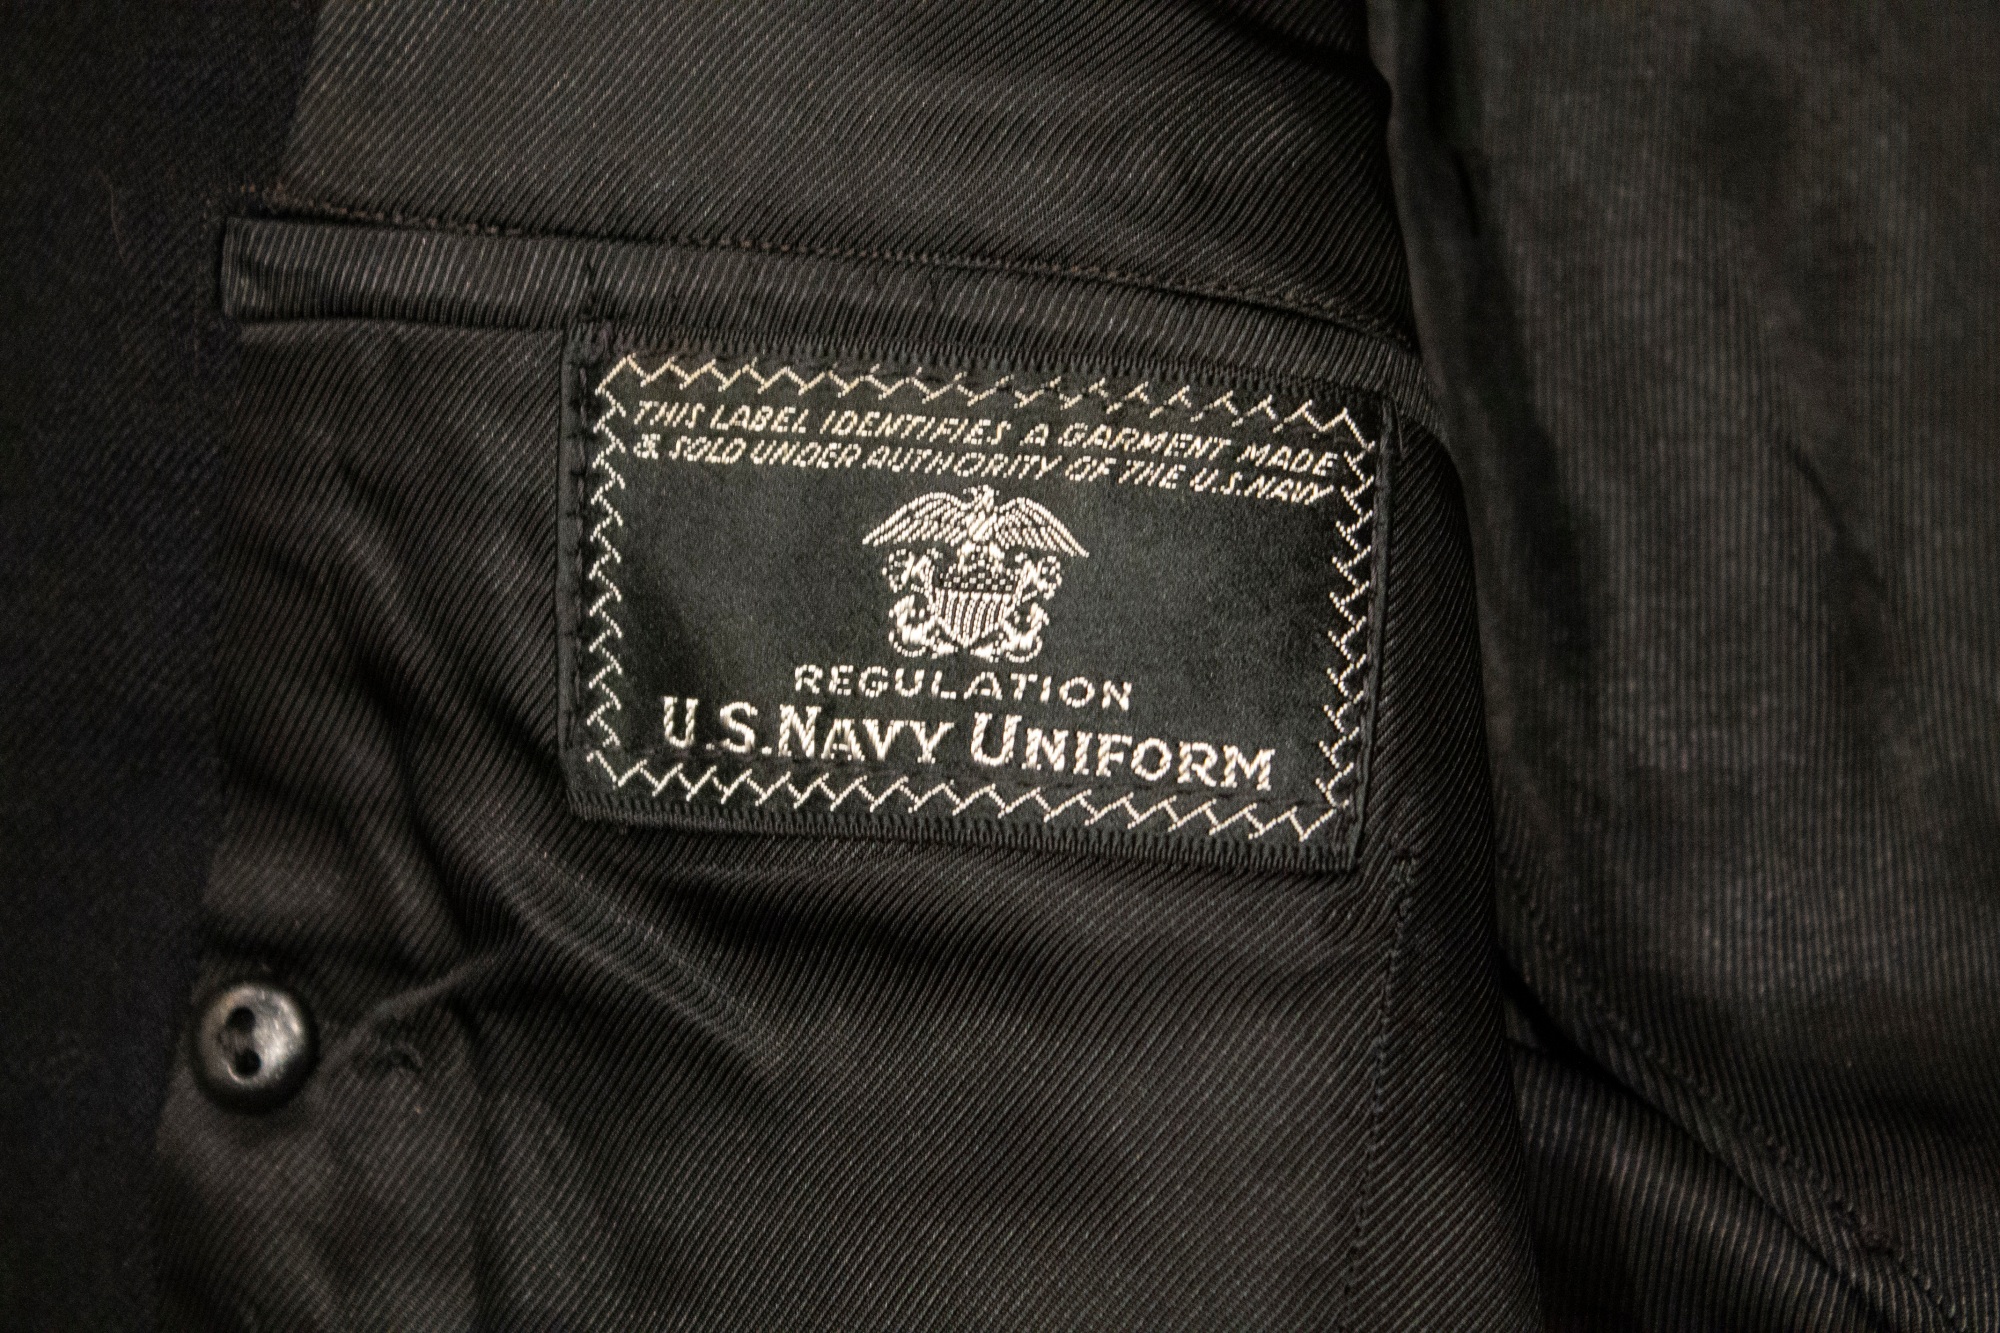 THIS LABEL IDENTIFIES A GARMENT MADE
& SOLD UNDER AUTHORITY OF THE U.S. NAVY
REGULATION
U.S. NAVY UNIFORM